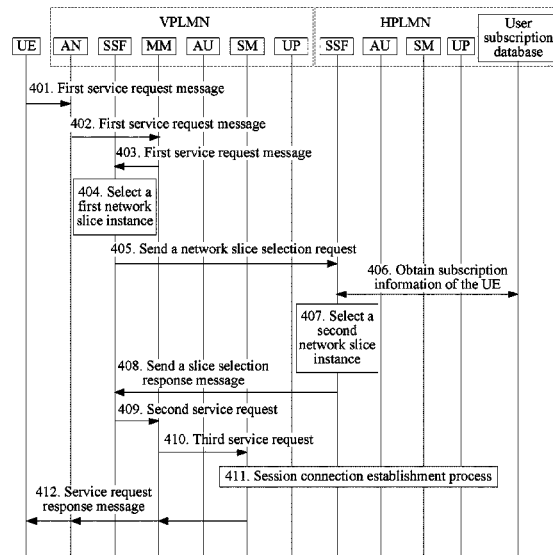 VPLMN
HPLMN
User
subscription
database
UE
AN
SSF
MM
AU
SM
UP
SSF
AU
SM
UP
401. First service request message
402. First service request message
403. First service request message
404. Select a
first network
slice instance
405. Send a network slice selection request
406. Obtain subscription
information of the UE
407. Select a
second
network slice
instance
408. Send a slice selection
response message
409. Second service request
410. Third service request
411. Session connection establishment process
412. Service request
response message